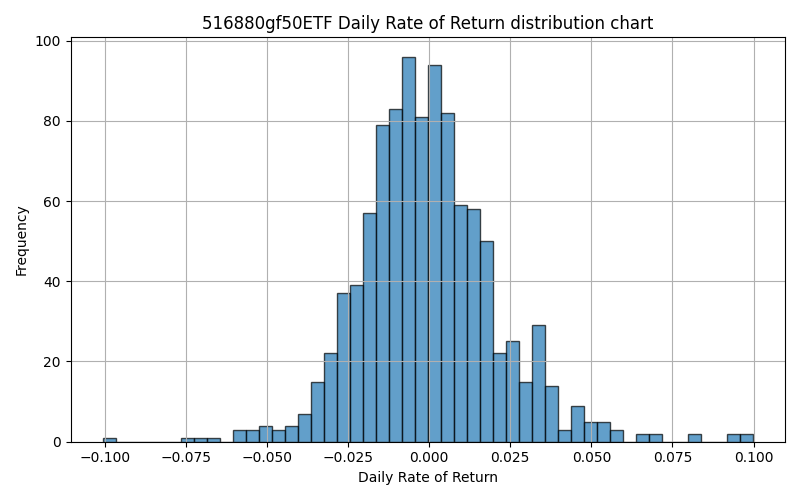 516880gf50ETF Daily Rate of Return distribution chart
100
80
60
40
20
0
Frequency
−0.100 −0.075 −0.050 −0.025 0.000 0.025 0.050 0.075 0.100
Daily Rate of Return